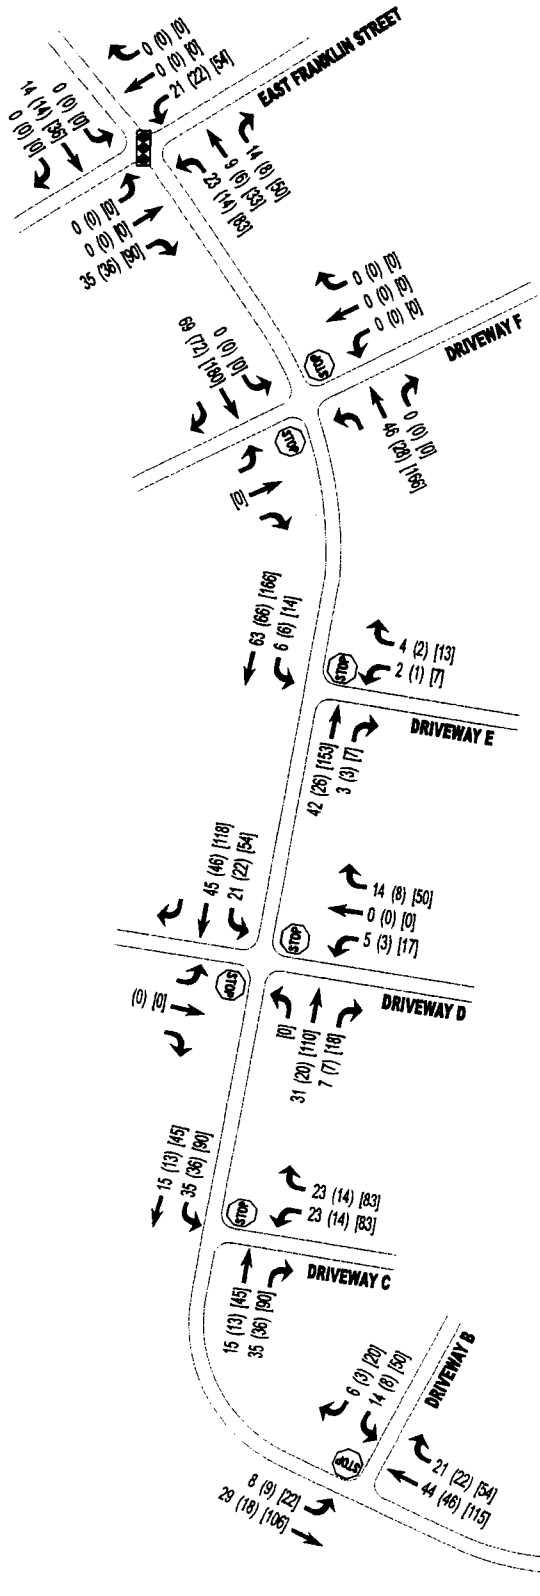 0 (0) [0]
0 (0) [0]
21 (22) [54]
EAST FRANKLIN STREET
0 (0) [0]
14 (14) [36]
0 (0) [0]
14 (8) [50]
9 (6) [33]
23 (14) [83]
0 (0) [0]
0 (0) [0]
35 (36) [90]
0 (0) [0]
0 (0) [0]
0 (0) [0]
STOP
DRIVEWAY F
0 (0) [0]
69 (72) [180]
0 (0) [0]
46 (28) [166]
STOP
[0]
63 (66) [166]
6 (6) [14]
4 (2) [13]
2 (1) [7]
STOP
DRIVEWAY E
42 (26) [153]
3 (3) [7]
45 (46) [118]
21 (22) [54]
14 (8) [50]
0 (0) [0]
5 (3) [17]
STOP
DRIVEWAY D
STOP
(0) [0]
[0]
31 (20) [110]
7 (7) [18]
15 (13) [45]
35 (36) [90]
23 (14) [83]
23 (14) [83]
STOP
DRIVEWAY C
15 (13) [45]
35 (36) [90]
6 (3) [20]
14 (8) [50]
DRIVEWAY B
STOP
21 (22) [54]
44 (46) [115]
8 (9) [22]
29 (18) [106]